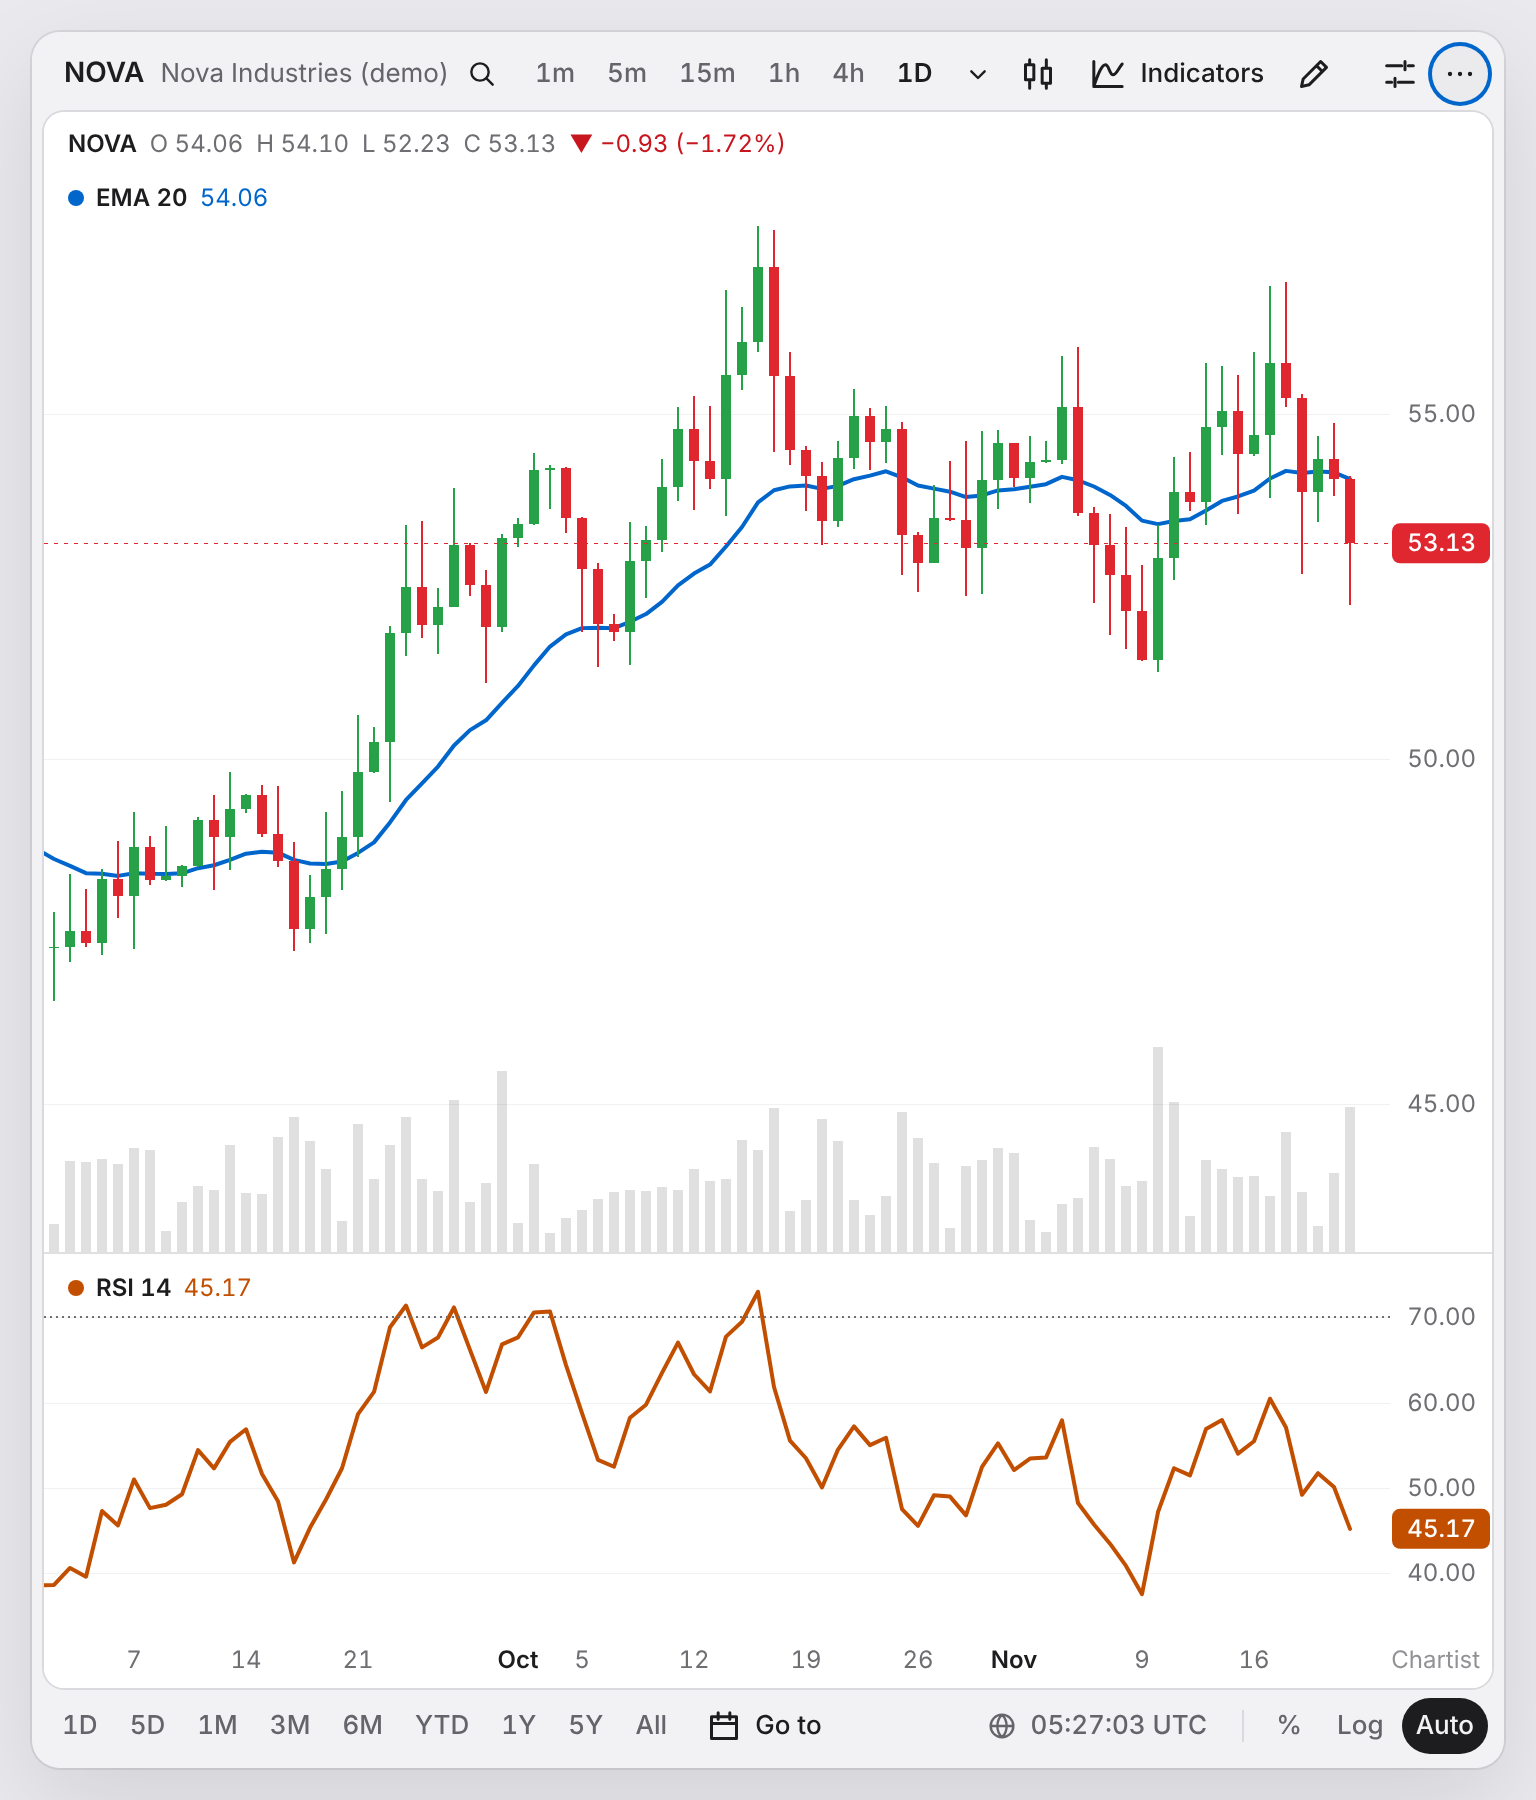 NOVA Nova Industries (demo) 1m 5m 15m 1h 4h 1D Indicators
NOVA O 54.06 H 54.10 L 52.23 C 53.13 ▼ −0.93 (−1.72%)
EMA 20 54.06
55.00
53.13
50.00
45.00
RSI 14 45.17
70.00
60.00
50.00
45.17
40.00
7 14 21 Oct 5 12 19 26 Nov 9 16 Chartist
1D 5D 1M 3M 6M YTD 1Y 5Y All Go to 05:27:03 UTC % Log Auto